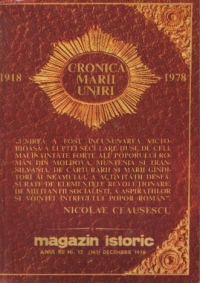 1918
1978
CRONICA
MARII
UNIRI
„UNIREA A FOST ÎNCUNUNAREA VICTO-
RIOASĂ A LUPTEI SECULARE DUSE DE CELE
MAI ÎNAINTATE FORȚE ALE POPORULUI RO-
MÂN DIN MOLDOVA, MUNTENIA ȘI TRAN-
SILVANIA, DE CĂRTURARII ȘI MARII GÎNDI-
TORI AI NEAMULUI, A ACTIVITĂȚII DESFĂ-
ȘURATE DE ELEMENTELE REVOLUȚIONARE,
DE MILITANȚII SOCIALIȘTI, A ASPIRAȚIILOR
ȘI VOINȚEI ÎNTREGULUI POPOR ROMÂN”
NICOLAE CEAUȘESCU
magazin istoric
ANUL XII NR. 12 (141) DECEMBRIE 1978